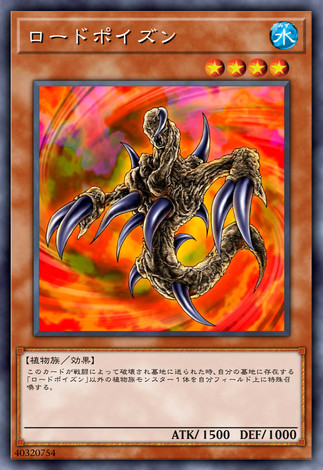 ロードポイズン
水
【植物族/効果】
このカードが戦闘によって破壊され墓地に送られた時、自分の墓地に存在する
「ロードポイズン」以外の植物族モンスター1体を自分フィールド上に特殊召
喚する。
ATK/1500 DEF/1000
40320754